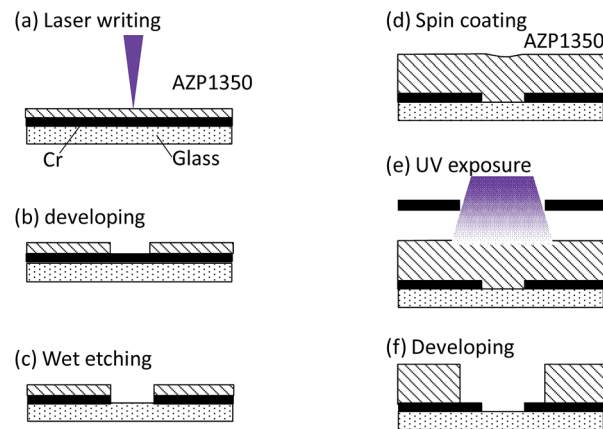 (a) Laser writing
AZP1350
Cr
Glass
(b) developing
(c) Wet etching
(d) Spin coating
AZP1350
(e) UV exposure
(f) Developing